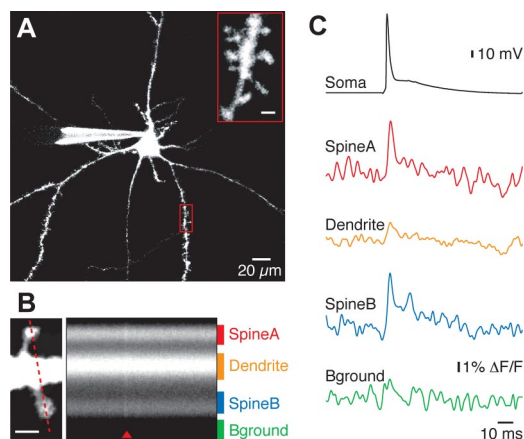 A
20 µm
B
SpineA
Dendrite
SpineB
Bground
C
10 mV
Soma
SpineA
Dendrite
SpineB
1% ΔF/F
Bground
10 ms